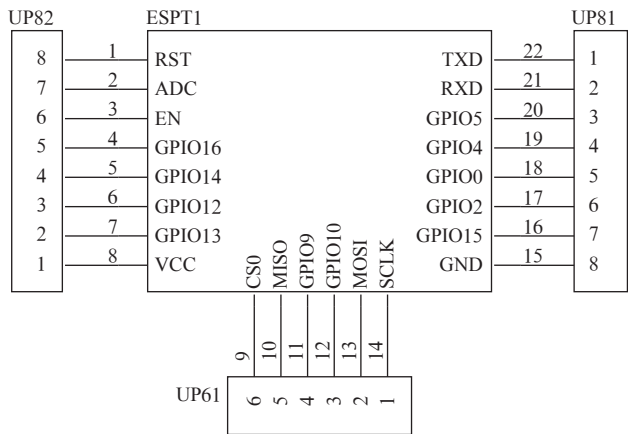 UP82 ESPT1 UP81
8 1 RST TXD 22 1
7 2 ADC RXD 21 2
6 3 EN GPIO5 20 3
5 4 GPIO16 GPIO4 19 4
4 5 GPIO14 GPIO0 18 5
3 6 GPIO12 GPIO2 17 6
2 7 GPIO13 GPIO15 16 7
1 8 VCC GND 15 8
CS0 MISO GPIO9 GPIO10 MOSI SCLK
9 10 11 12 13 14
UP61 6 5 4 3 2 1